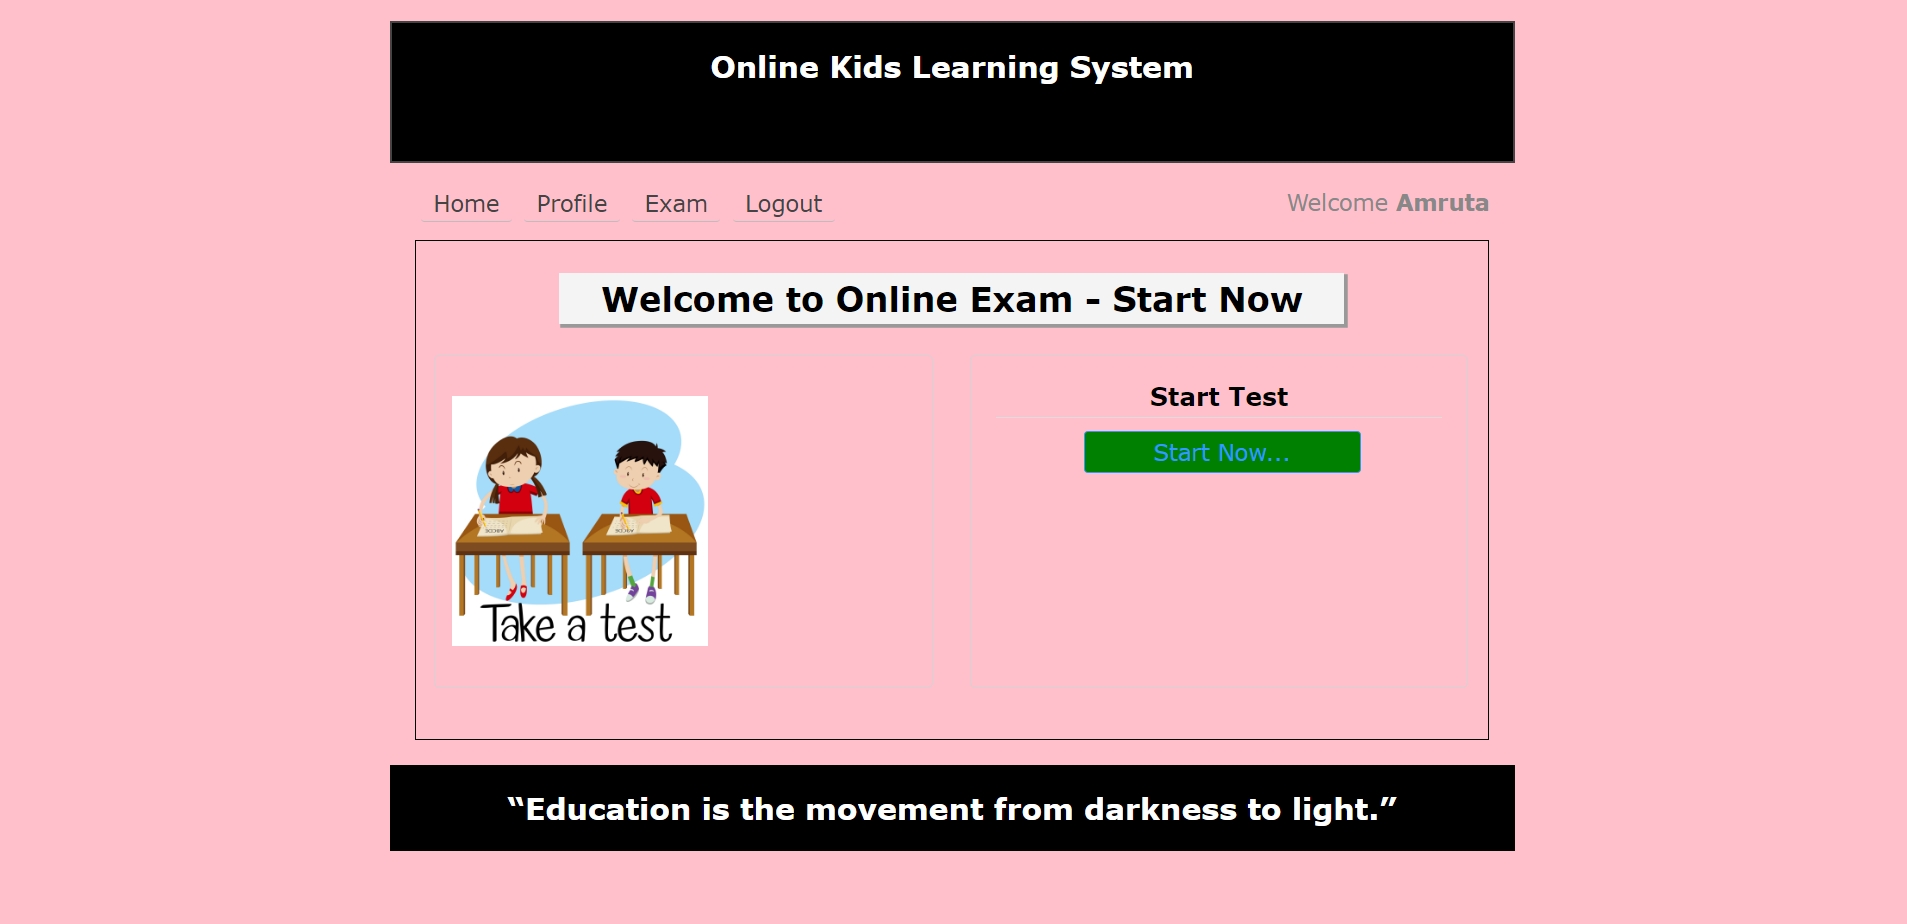 Online Kids Learning System
Home Profile Exam Logout Welcome Amruta
Welcome to Online Exam - Start Now
Start Test
Start Now...
Take a test
“Education is the movement from darkness to light.”